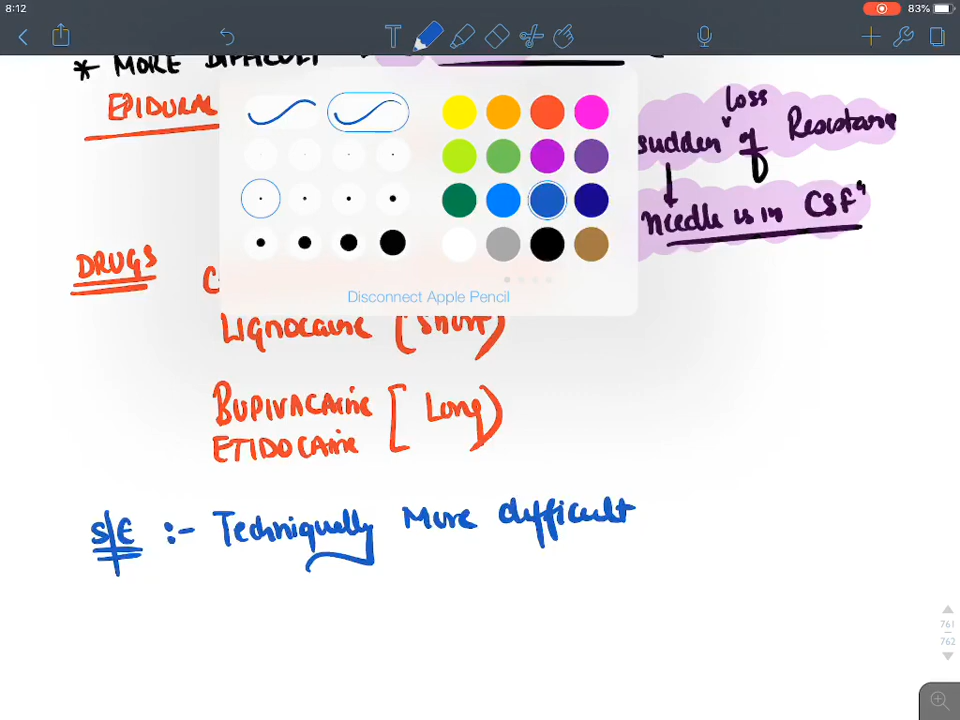 8:12
83%
T
* MORE DIFFICULT
EPIDURAL
loss
sudden of Resistance
needle is in CSF"
DRUGS C
Disconnect Apple Pencil
Lignocaine (short)
BUPIVACAine [Long)
ETIDOCAine
S/E :- Techniqually More difficult
761
762